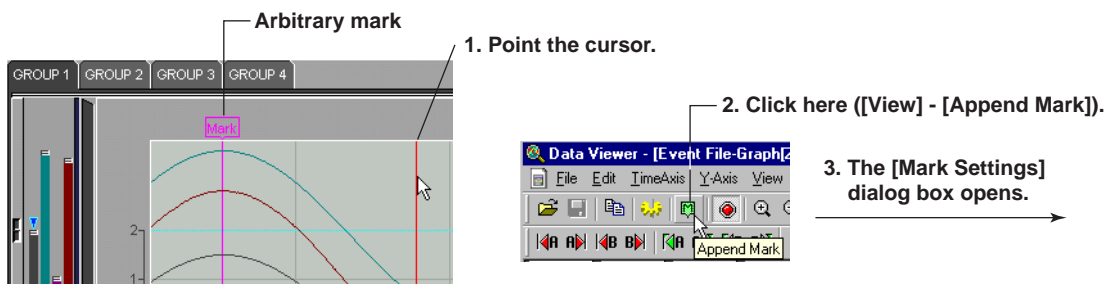 Arbitrary mark
1. Point the cursor.
GROUP 1 GROUP 2 GROUP 3 GROUP 4
Mark
2
1
2. Click here ([View] - [Append Mark]).
Data Viewer - [Event File-Graph[2
File Edit TimeAxis Y-Axis View
M
A A B B A
Append Mark
3. The [Mark Settings]
dialog box opens.